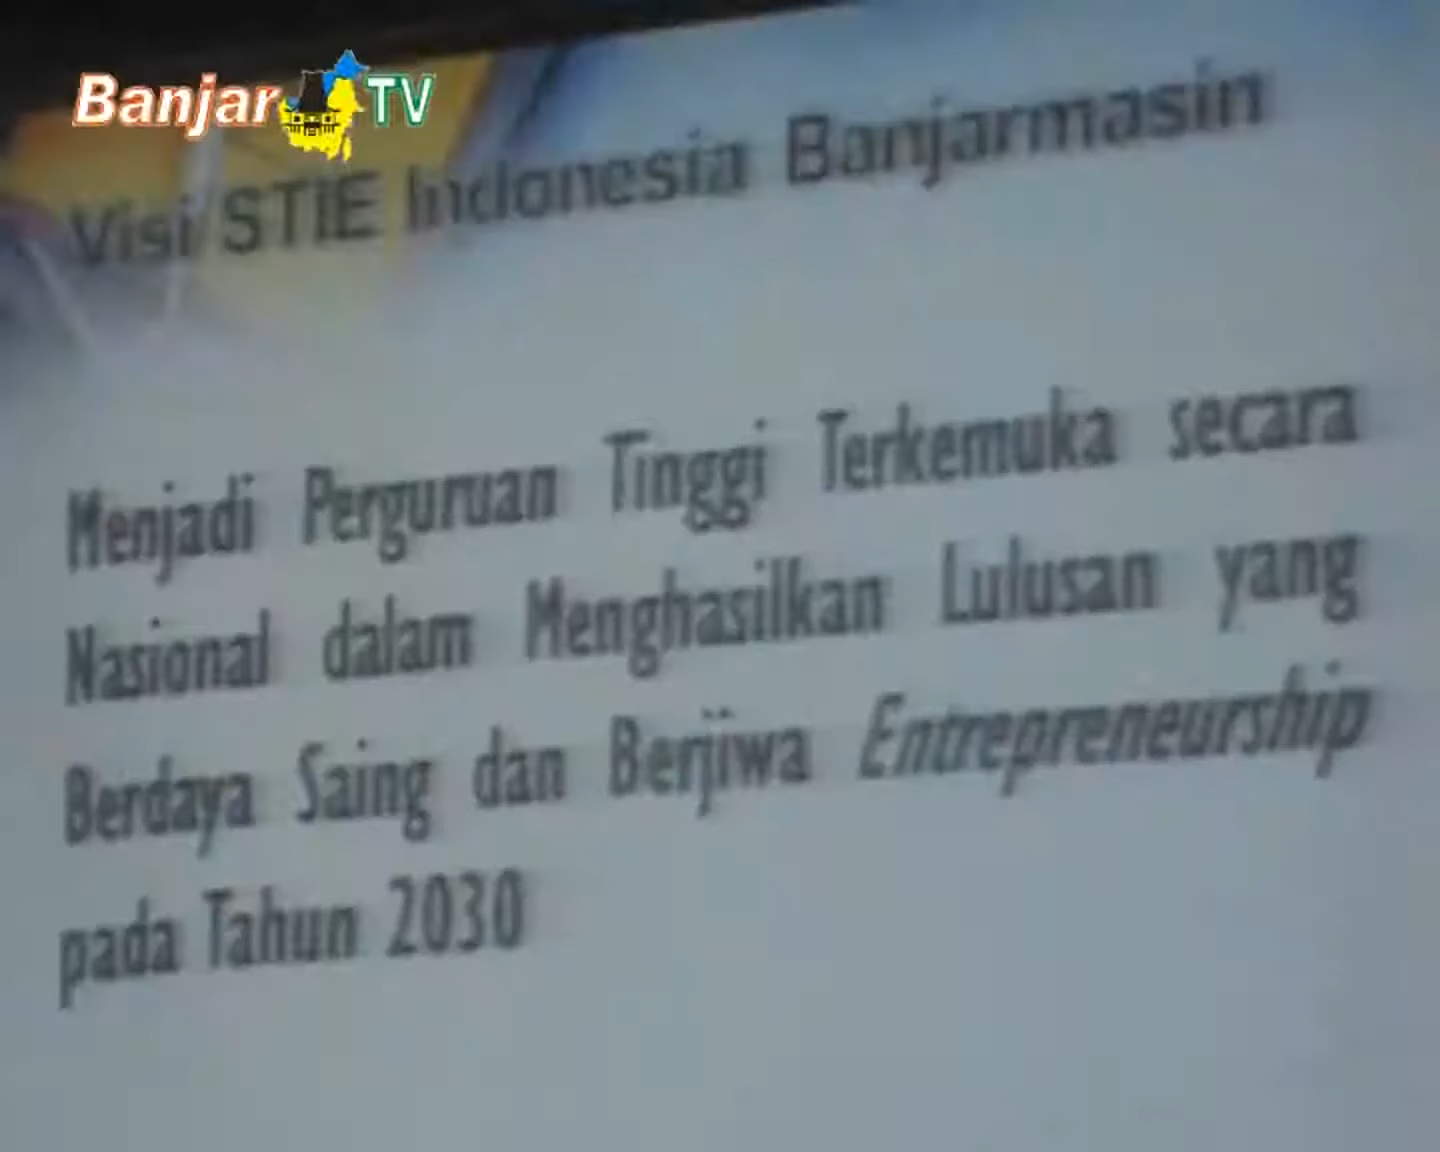 Banjar TV
Visi STIE Indonesia Banjarmasin
Menjadi Perguruan Tinggi Terkemuka secara
Nasional dalam Menghasilkan Lulusan yang
Berdaya Saing dan Berjiwa Entrepreneurship
pada Tahun 2030